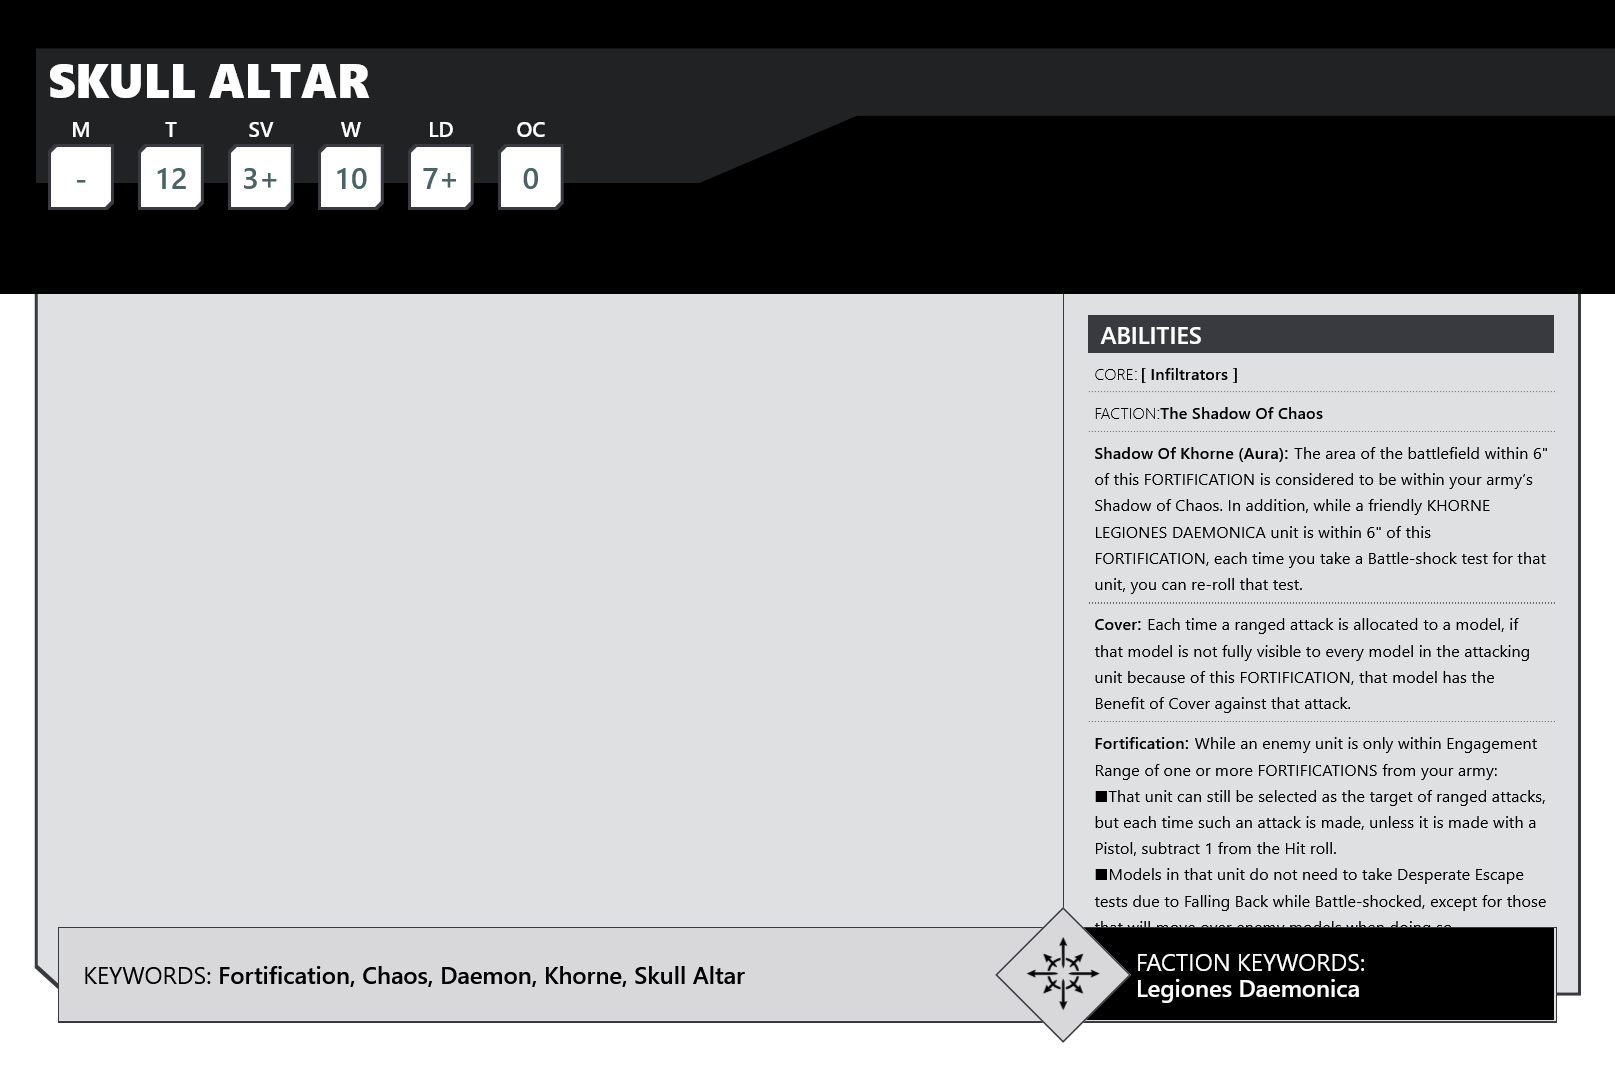 SKULL ALTAR
M T SV W LD OC
- 12 3+ 10 7+ 0
ABILITIES
CORE: [ Infiltrators ]
FACTION:The Shadow Of Chaos
Shadow Of Khorne (Aura): The area of the battlefield within 6"
of this FORTIFICATION is considered to be within your army’s
Shadow of Chaos. In addition, while a friendly KHORNE
LEGIONES DAEMONICA unit is within 6" of this
FORTIFICATION, each time you take a Battle-shock test for that
unit, you can re-roll that test.
Cover: Each time a ranged attack is allocated to a model, if
that model is not fully visible to every model in the attacking
unit because of this FORTIFICATION, that model has the
Benefit of Cover against that attack.
Fortification: While an enemy unit is only within Engagement
Range of one or more FORTIFICATIONS from your army:
■That unit can still be selected as the target of ranged attacks,
but each time such an attack is made, unless it is made with a
Pistol, subtract 1 from the Hit roll.
■Models in that unit do not need to take Desperate Escape
tests due to Falling Back while Battle-shocked, except for those
that will move over enemy models when doing so.
KEYWORDS: Fortification, Chaos, Daemon, Khorne, Skull Altar
FACTION KEYWORDS:
Legiones Daemonica